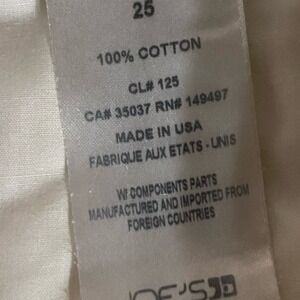 25
100% COTTON
CL# 125
CA# 35037 RN# 149497
MADE IN USA
FABRIQUE AUX ETATS - UNIS
W/ COMPONENTS PARTS
MANUFACTURED AND IMPORTED FROM
FOREIGN COUNTRIES
JOE'S